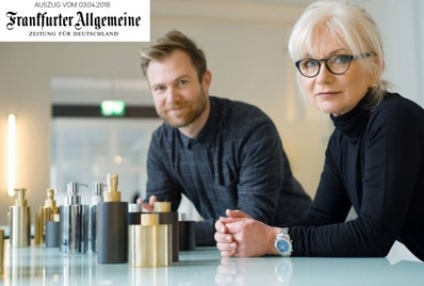 AUSZUG VOM 03.04.2018
Frankfurter Allgemeine
ZEITUNG FÜR DEUTSCHLAND